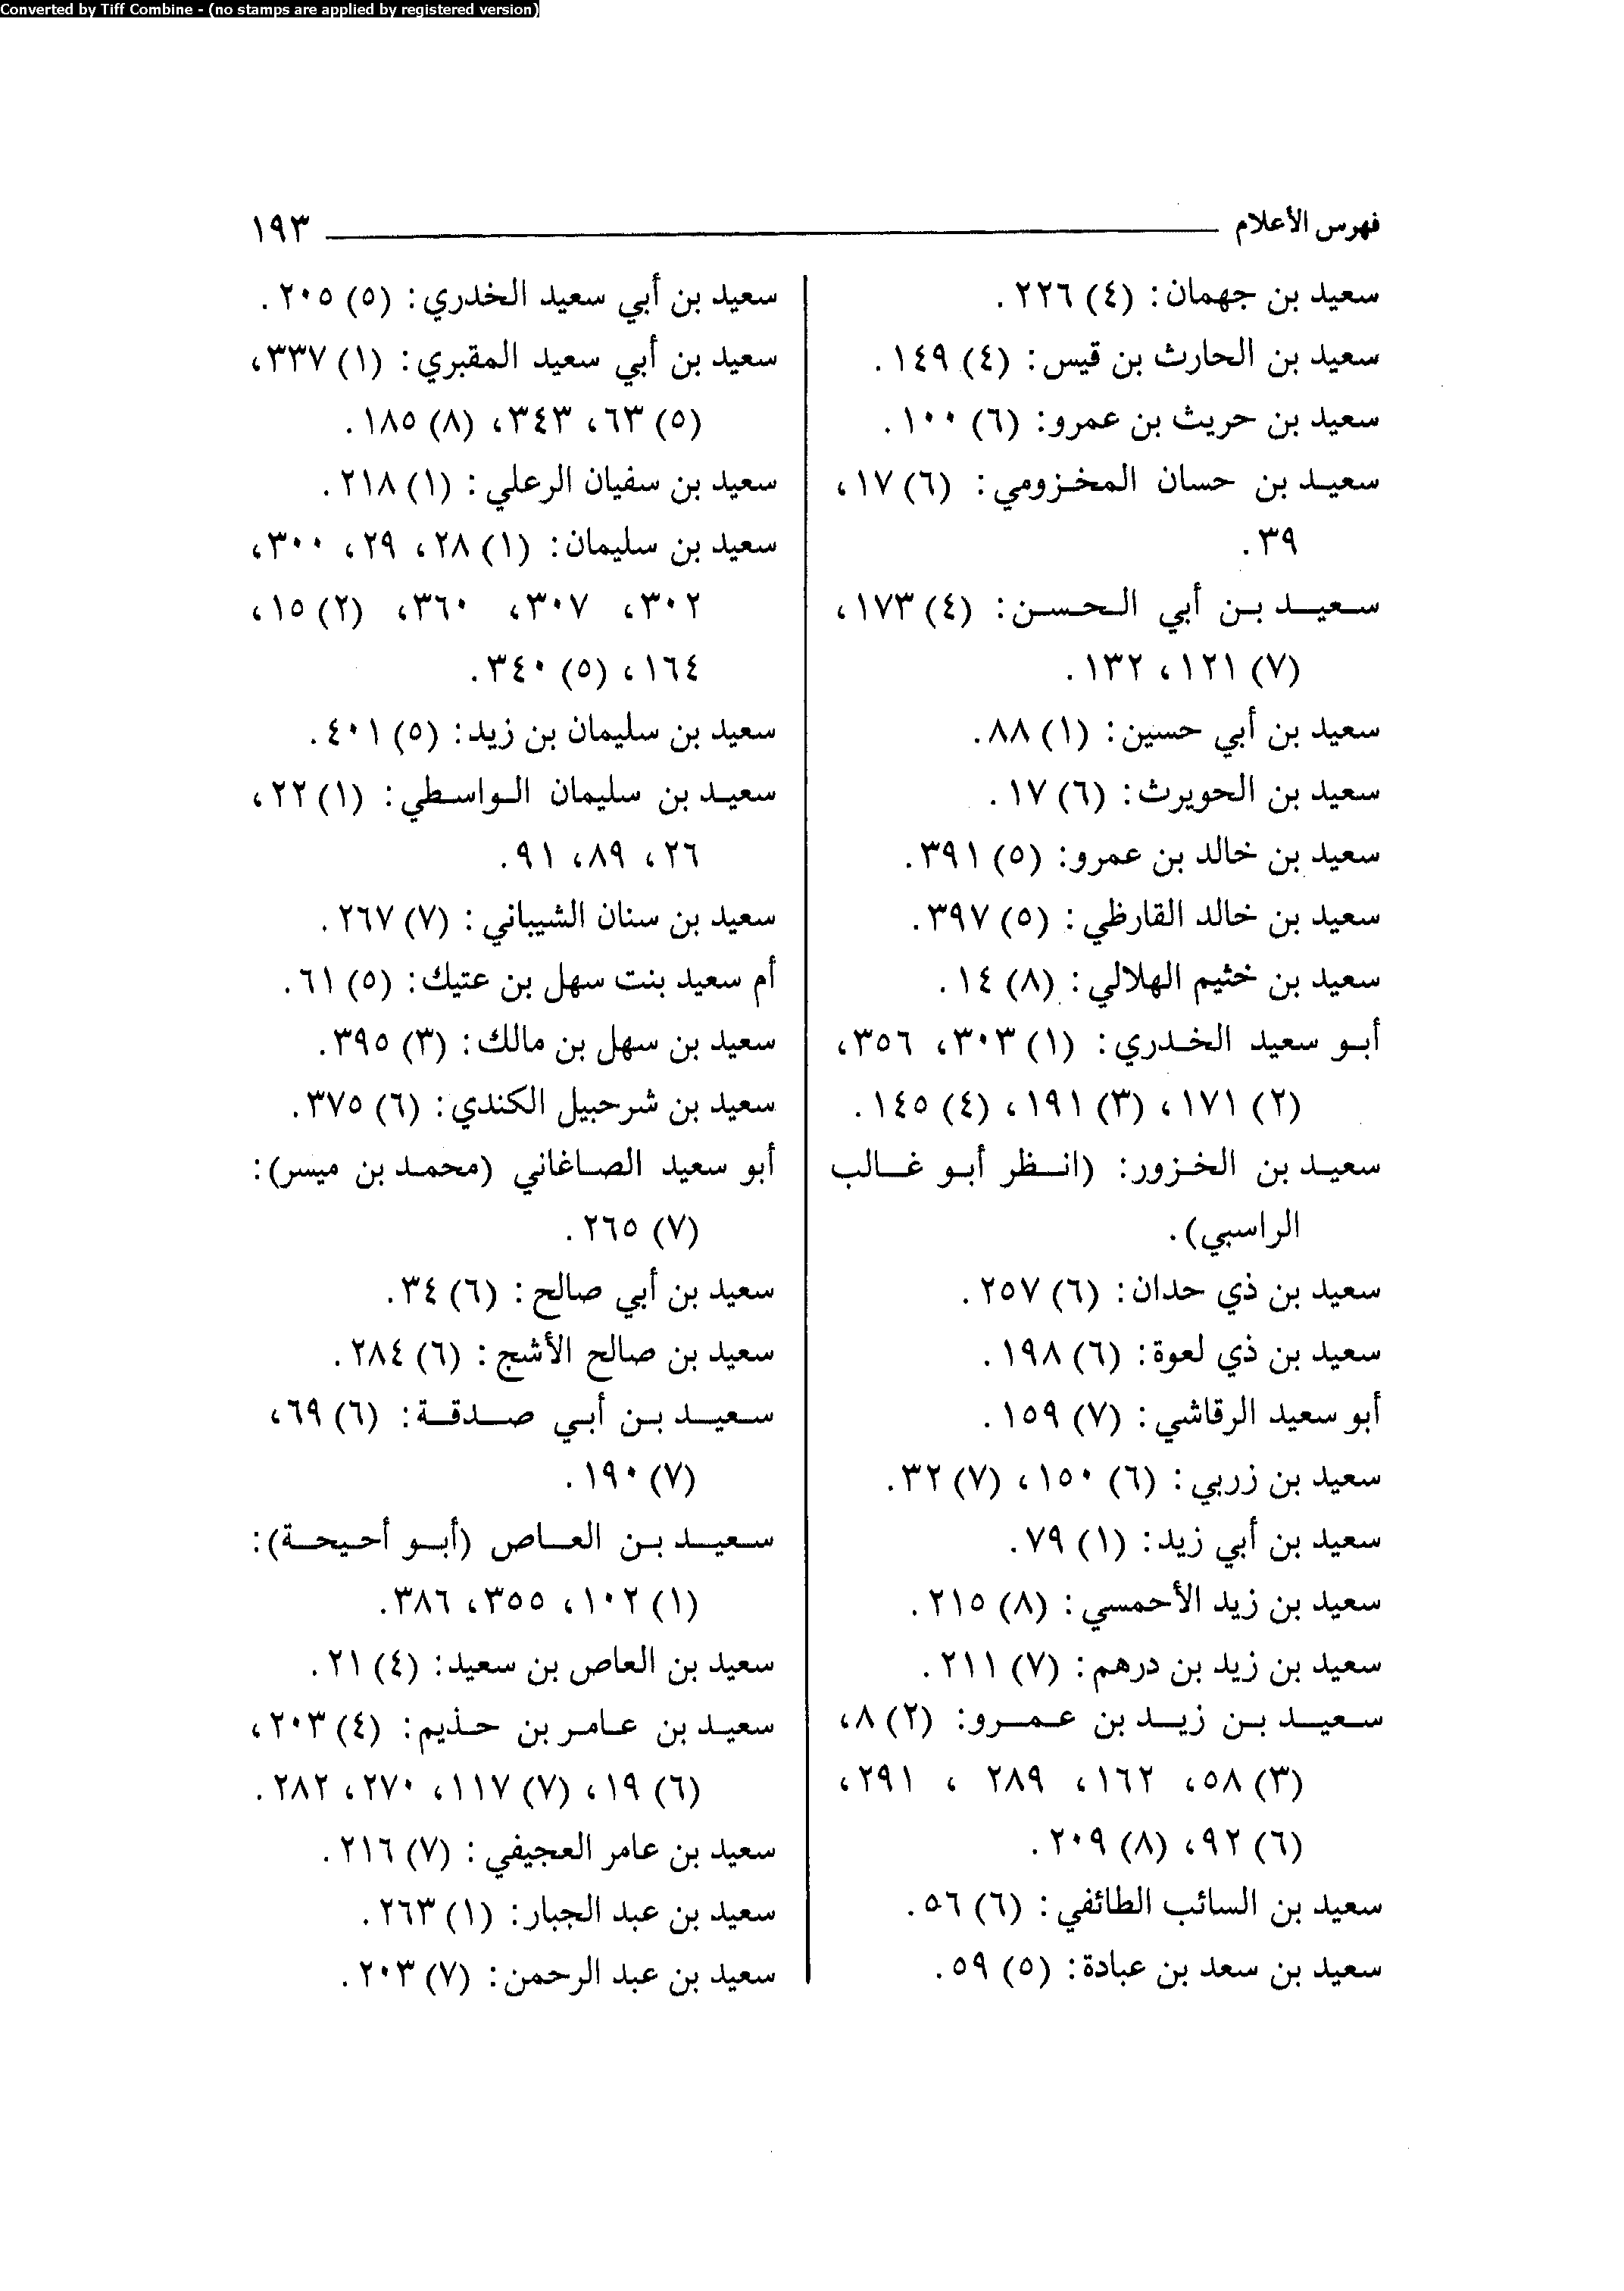 Converted by Tiff Combine - (no stamps are applied by registered version)
فهرس الأعلام ١٩٣
سعيد بن جهمان: (٤) ٢٢٦.
سعيد بن الحارث بن قيس: (٤) ١٤٩.
سعيد بن حريث بن عمرو: (٦) ١٠٠.
سعيد بن حسان المخزومي: (٦) ١٧،
٣٩.
سعيد بن أبي الحسن: (٤) ١٧٣،
(٧) ١٢١، ١٣٢.
سعيد بن أبي حسين: (١) ٨٨.
سعيد بن الحويرث: (٦) ١٧.
سعيد بن خالد بن عمرو: (٥) ٣٩١.
سعيد بن خالد القارظي: (٥) ٣٩٧.
سعيد بن خثيم الهلالي: (٨) ١٤.
أبو سعيد الخدري: (١) ٣٠٣، ٣٥٦،
(٢) ١٧١، (٣) ١٩١، (٤) ١٤٥.
سعيد بن الخزور: (انظر أبو غالب
الراسبي).
سعيد بن ذي حدان: (٦) ٢٥٧.
سعيد بن ذي لعوة: (٦) ١٩٨.
أبو سعيد الرقاشي: (٧) ١٥٩.
سعيد بن زربي: (٦) ١٥٠، (٧) ٣٢.
سعيد بن أبي زيد: (١) ٧٩.
سعيد بن زيد الأحمسي: (٨) ٢١٥.
سعيد بن زيد بن درهم: (٧) ٢١١.
سعيد بن زيد بن عمرو: (٢) ٨،
(٣) ٥٨، ١٦٢، ٢٨٩ ، ٢٩١،
(٦) ٩٢، (٨) ٢٠٩.
سعيد بن السائب الطائفي: (٦) ٥٦.
سعيد بن سعد بن عبادة: (٥) ٥٩.
سعيد بن أبي سعيد الخدري: (٥) ٢٠٥.
سعيد بن أبي سعيد المقبري: (١) ٣٣٧،
(٥) ٦٣، ٣٤٣، (٨) ١٨٥.
سعيد بن سفيان الرعلي: (١) ٢١٨.
سعيد بن سليمان: (١) ٢٨، ٢٩، ٣٠٠،
٣٠٢، ٣٠٧، ٣٦٠، (٢) ١٥،
١٦٤، (٥) ٣٤٠.
سعيد بن سليمان بن زيد: (٥) ٤٠١.
سعيد بن سليمان الواسطي: (١) ٢٢،
٢٦، ٨٩، ٩١.
سعيد بن سنان الشيباني: (٧) ٢٦٧.
أم سعيد بنت سهل بن عتيك: (٥) ٦١.
سعيد بن سهل بن مالك: (٣) ٣٩٥.
سعيد بن شرحبيل الكندي: (٦) ٣٧٥.
أبو سعيد الصاغاني (محمد بن ميسر):
(٧) ٢٦٥.
سعيد بن أبي صالح: (٦) ٣٤.
سعيد بن صالح الأشج: (٦) ٢٨٤.
سعيد بن أبي صدقة: (٦) ٦٩،
(٧) ١٩٠.
سعيد بن العاص (أبو أحيحة):
(١) ١٠٢، ٣٥٥، ٣٨٦.
سعيد بن العاص بن سعيد: (٤) ٢١.
سعيد بن عامر بن حذيم: (٤) ٢٠٣،
(٦) ١٩، (٧) ١١٧، ٢٧٠، ٢٨٢.
سعيد بن عامر العجيفي: (٧) ٢١٦.
سعيد بن عبد الجبار: (١) ٢٦٣.
سعيد بن عبد الرحمن: (٧) ٢٠٣.